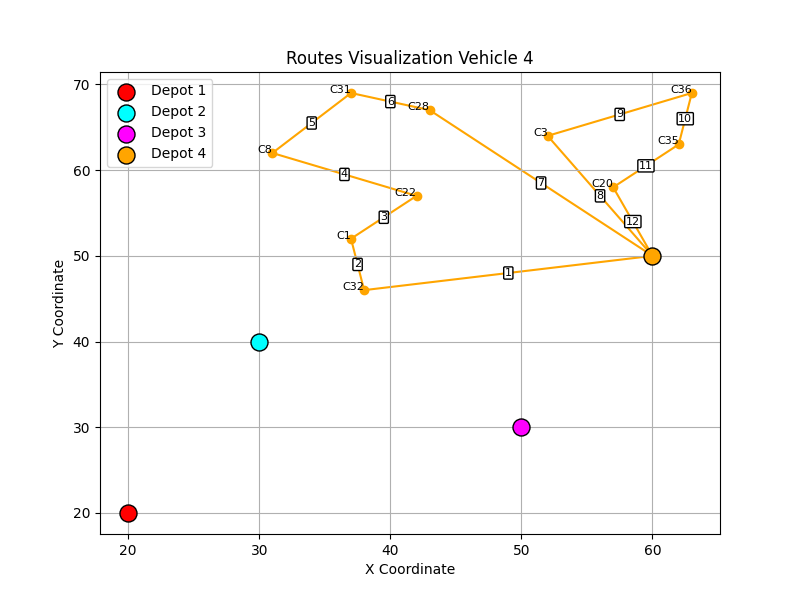 Routes Visualization Vehicle 4
Depot 1
Depot 2
Depot 3
Depot 4
C31
C36
6
C28
9
10
5
C3
C35
C8
11
4
7
C20
C22
8
3
12
C1
2
1
C32
70
60
50
40
30
20
Y Coordinate
20
30
40
50
60
X Coordinate